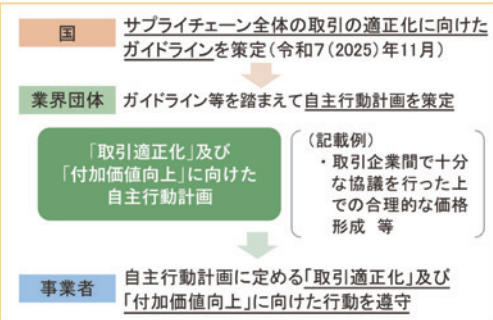 国
サプライチェーン全体の取引の適正化に向けた
ガイドラインを策定(令和7(2025)年11月)
業界団体
ガイドライン等を踏まえて自主行動計画を策定
「取引適正化」及び
「付加価値向上」に向けた
自主行動計画
(記載例)
・取引企業間で十分
な協議を行った上
での合理的な価格
形成 等
事業者
自主行動計画に定める「取引適正化」及び
「付加価値向上」に向けた行動を遵守